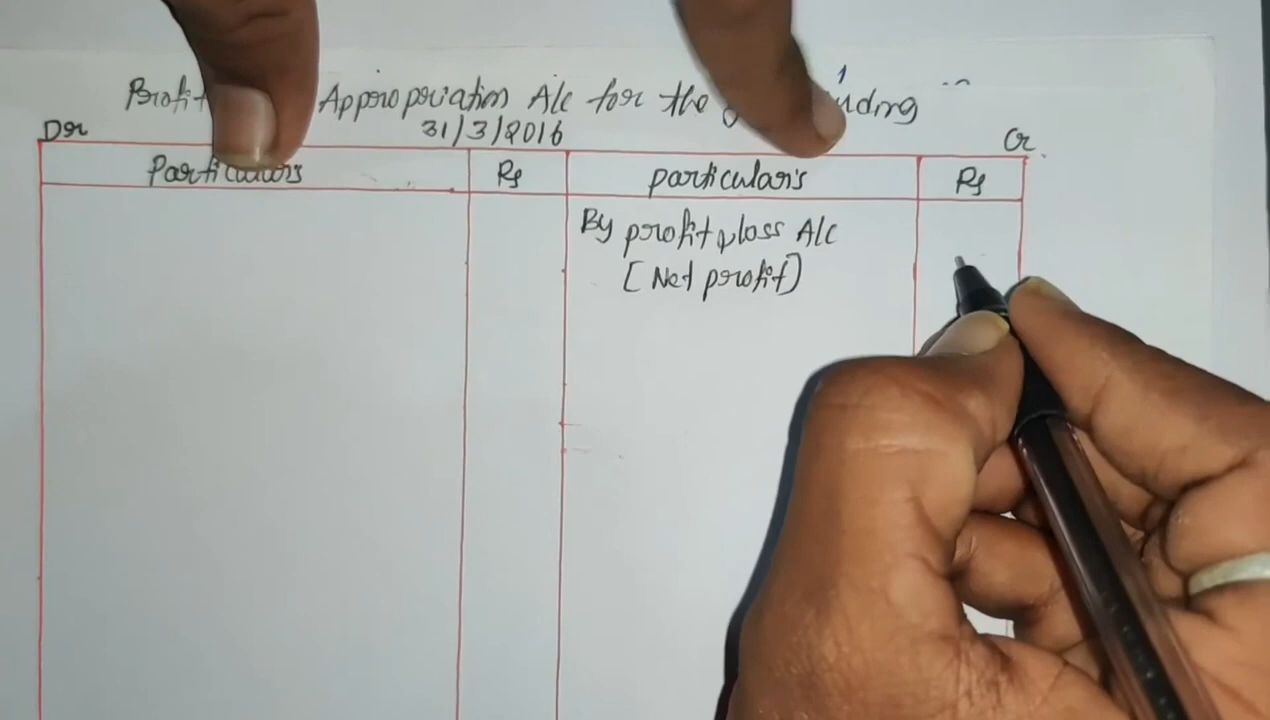 Appropriation A/c for the
Dr 31/3/2016 Cr.
Particulars Rs particulars Rs
By profit & loss A/c
[Net profit]